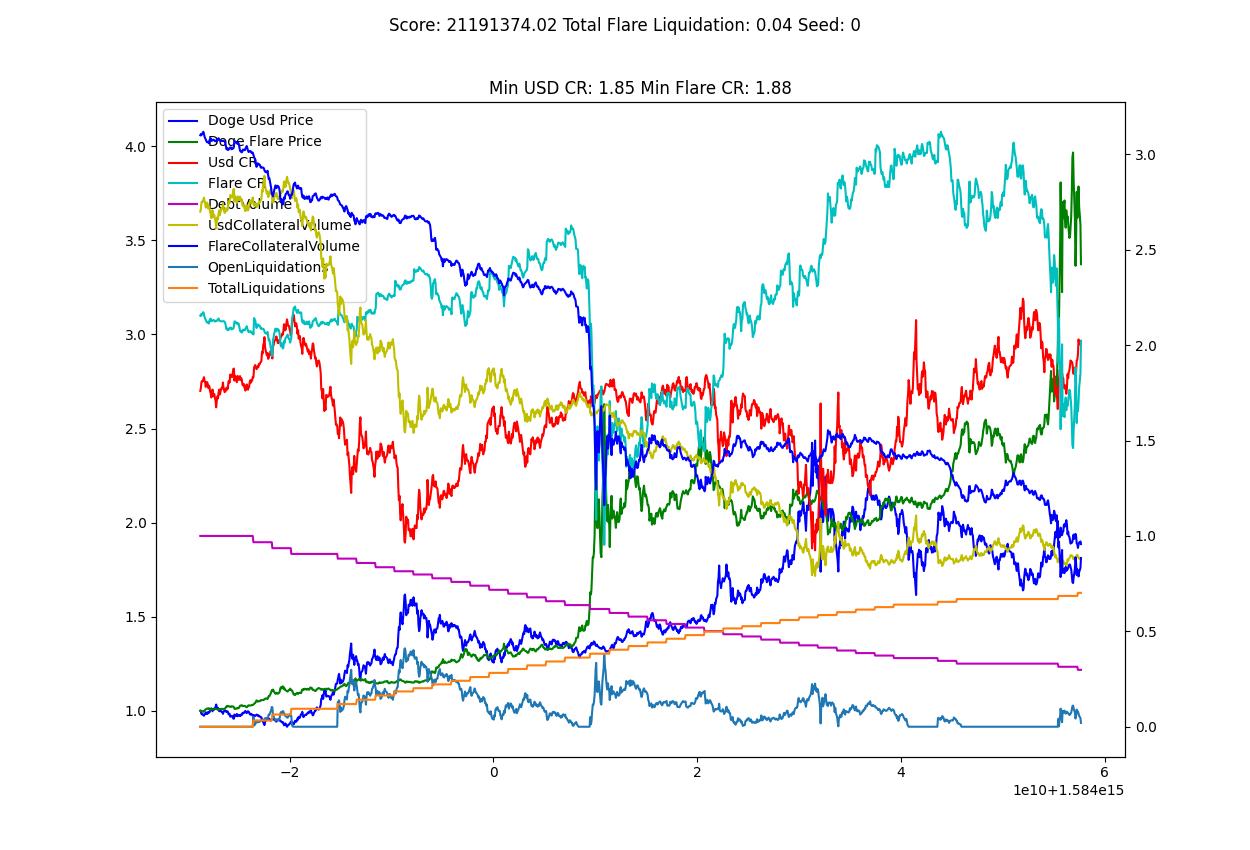 Score: 21191374.02 Total Flare Liquidation: 0.04 Seed: 0
Min USD CR: 1.85 Min Flare CR: 1.88
Doge Usd Price
Doge Flare Price
Usd CR
Flare CR
DebtVolume
UsdCollateralVolume
FlareCollateralVolume
OpenLiquidations
TotalLiquidations
4.0
3.5
3.0
2.5
2.0
1.5
1.0
3.0
2.5
2.0
1.5
1.0
0.5
0.0
−2
0
2
4
6
1e10+1.584e15